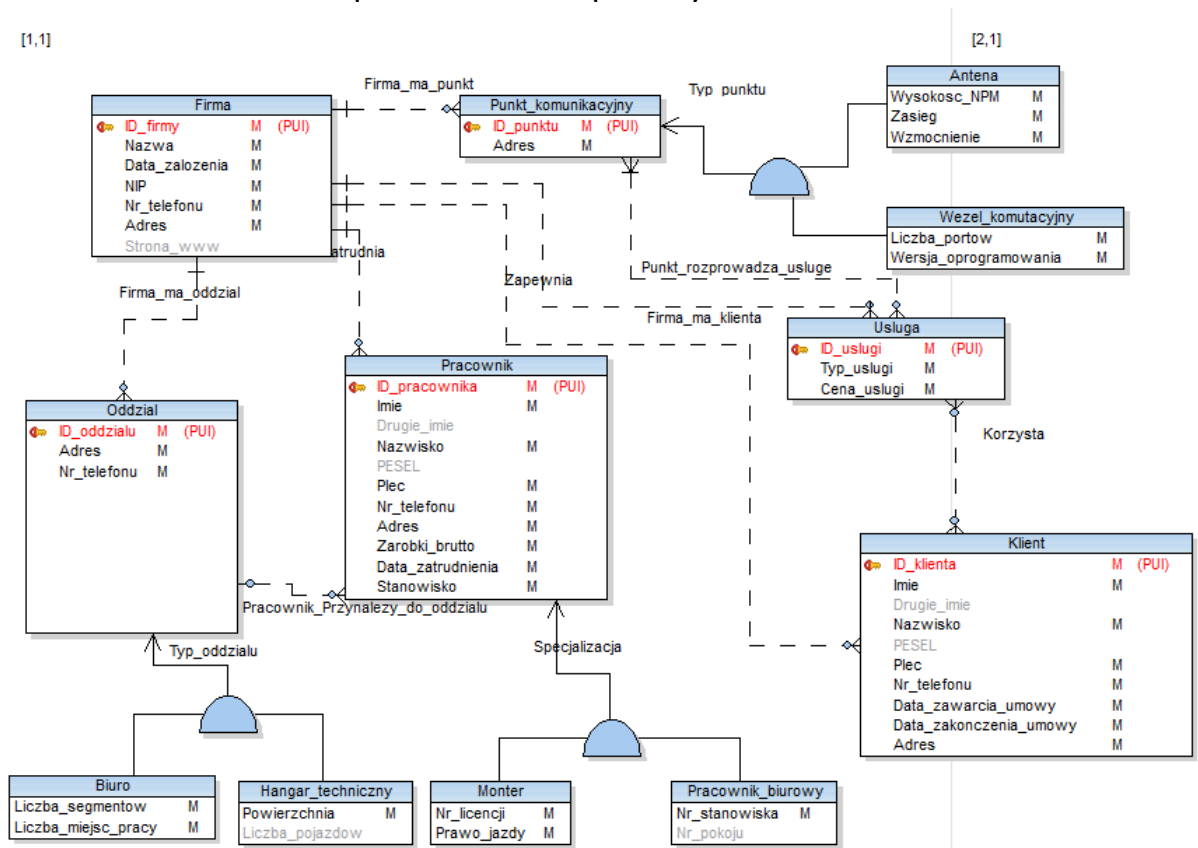 [1,1]
[2,1]
Firma_ma_punkt
Typ punktu
Firma
ID_firmy M (PUI)
Nazwa M
Data_zalozenia M
NIP M
Nr_telefonu M
Adres M
Strona_www
Punkt_komunikacyjny
ID_punktu M (PUI)
Adres M
Antena
Wysokosc_NPM M
Zasieg M
Wzmocnienie M
Wezel_komutacyjny
Liczba_portow M
Wersja_oprogramowania M
atrudnia
Zapewnia
Punkt_rozprowadza_usluge
Firma_ma_oddzial
Firma_ma_klienta
Usluga
ID_uslugi M (PUI)
Typ_uslugi M
Cena_uslugi M
Korzysta
Pracownik
ID_pracownika M (PUI)
Imie M
Drugie_imie
Nazwisko M
PESEL
Plec M
Nr_telefonu M
Adres M
Zarobki_brutto M
Data_zatrudnienia M
Stanowisko M
Oddzial
ID_oddzialu M (PUI)
Adres M
Nr_telefonu M
Pracownik_Przynalezy_do_oddzialu
Klient
ID_klienta M (PUI)
Imie M
Drugie_imie
Nazwisko M
PESEL
Plec M
Nr_telefonu M
Data_zawarcia_umowy M
Data_zakonczenia_umowy M
Adres M
Typ_oddzialu
Specjalizacja
Biuro
Liczba_segmentow M
Liczba_miejsc_pracy M
Hangar_techniczny
Powierzchnia M
Liczba_pojazdow
Monter
Nr_licencji M
Prawo_jazdy M
Pracownik_biurowy
Nr_stanowiska M
Nr_pokoju